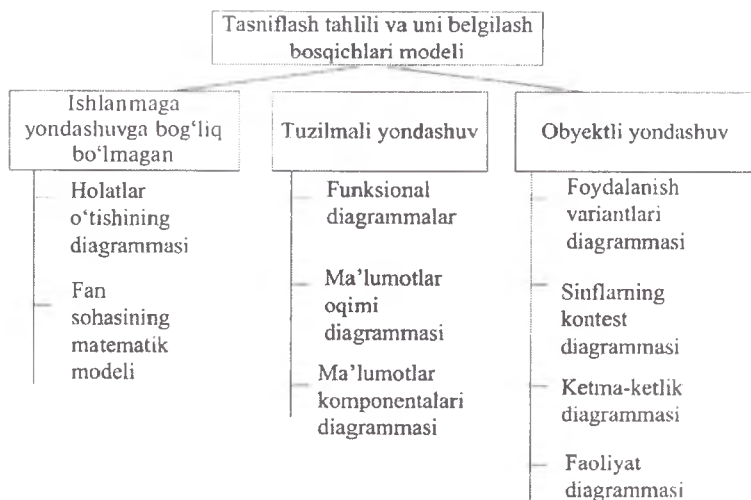 Tasniflash tahlili va uni belgilash
bosqichlari modeli
Ishlanmaga
yondashuvga bog‘liq
bo‘lmagan
Holatlar
o‘tishining
diagrammasi
Fan
sohasining
matematik
modeli
Tuzilmali yondashuv
Funksional
diagrammalar
Ma’lumotlar
oqimi
diagrammasi
Ma’lumotlar
komponentalari
diagrammasi
Obyektli yondashuv
Foydalanish
variantlari
diagrammasi
Sinflarning
kontest
diagrammasi
Ketma-ketlik
diagrammasi
Faoliyat
diagrammasi